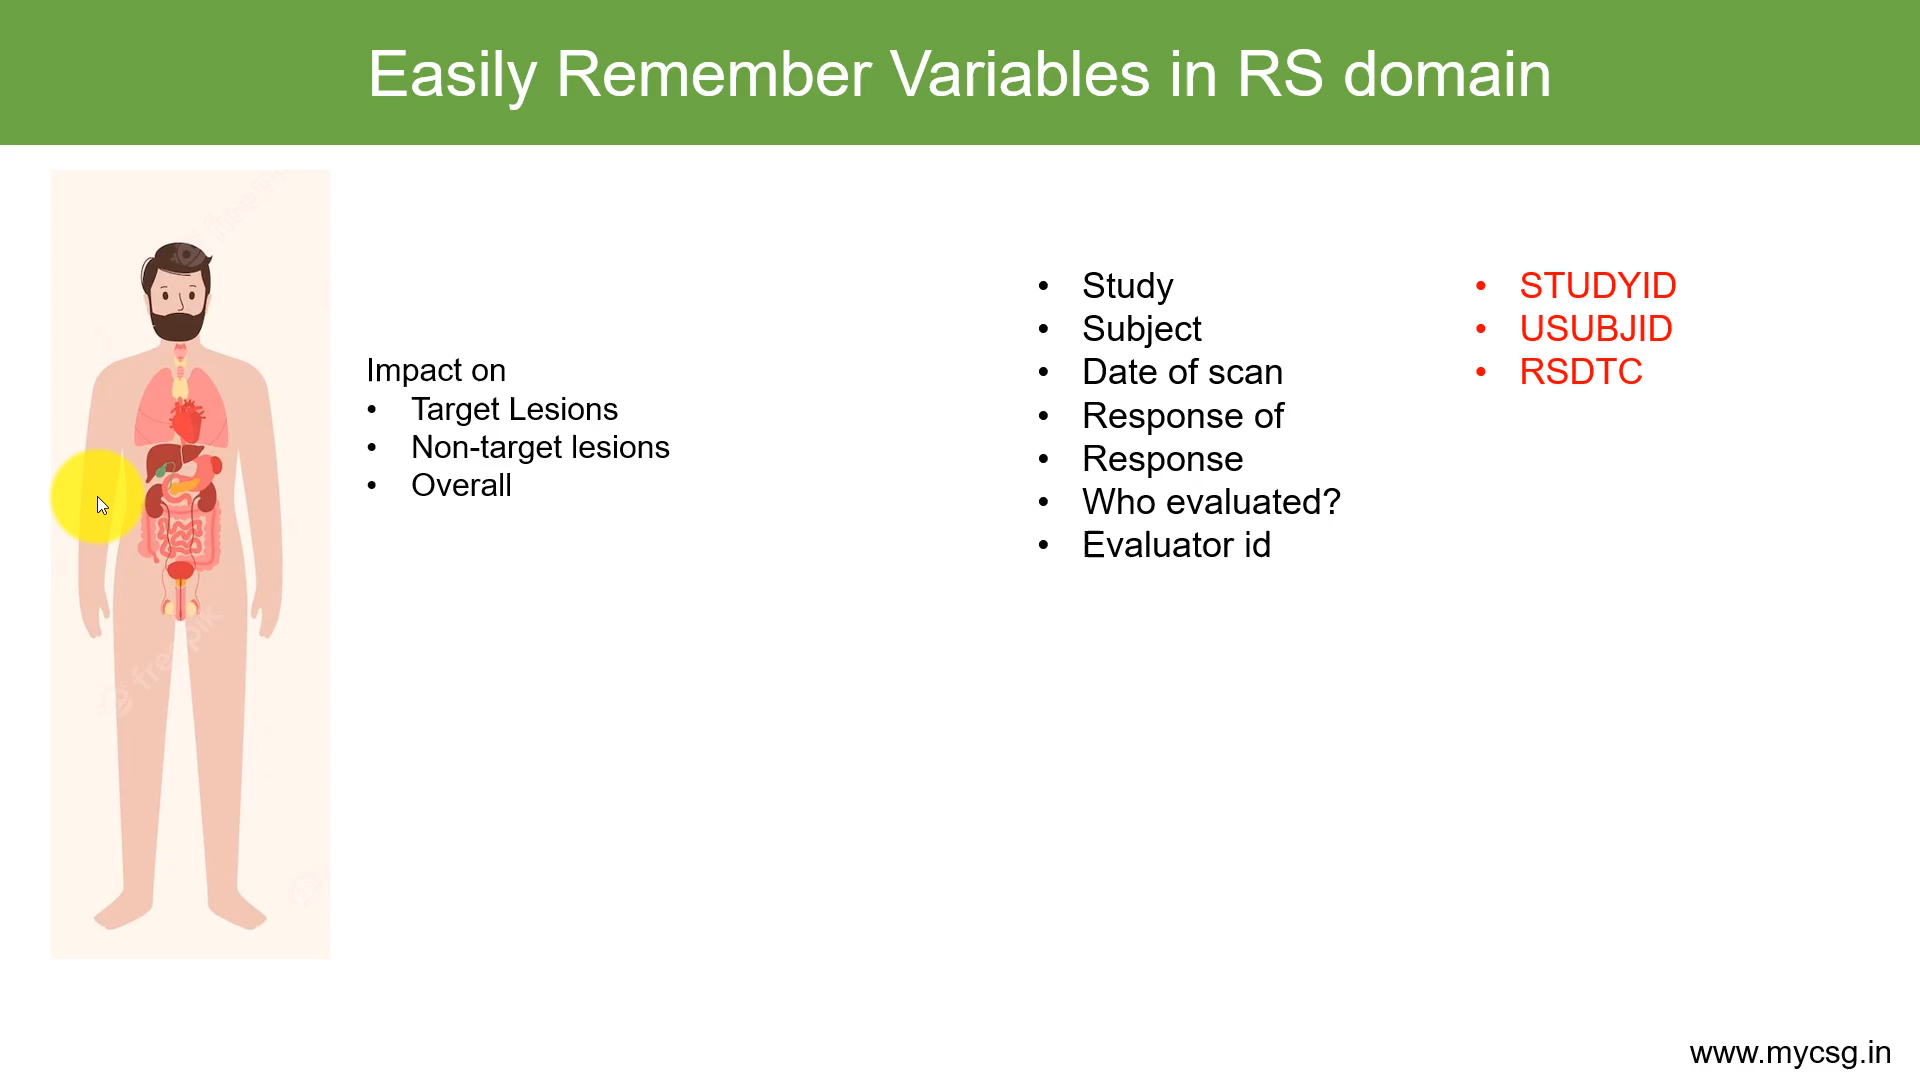 Easily Remember Variables in RS domain
Impact on
• Target Lesions
• Non-target lesions
• Overall
• Study
• Subject
• Date of scan
• Response of
• Response
• Who evaluated?
• Evaluator id
• STUDYID
• USUBJID
• RSDTC
freepik
www.mycsg.in